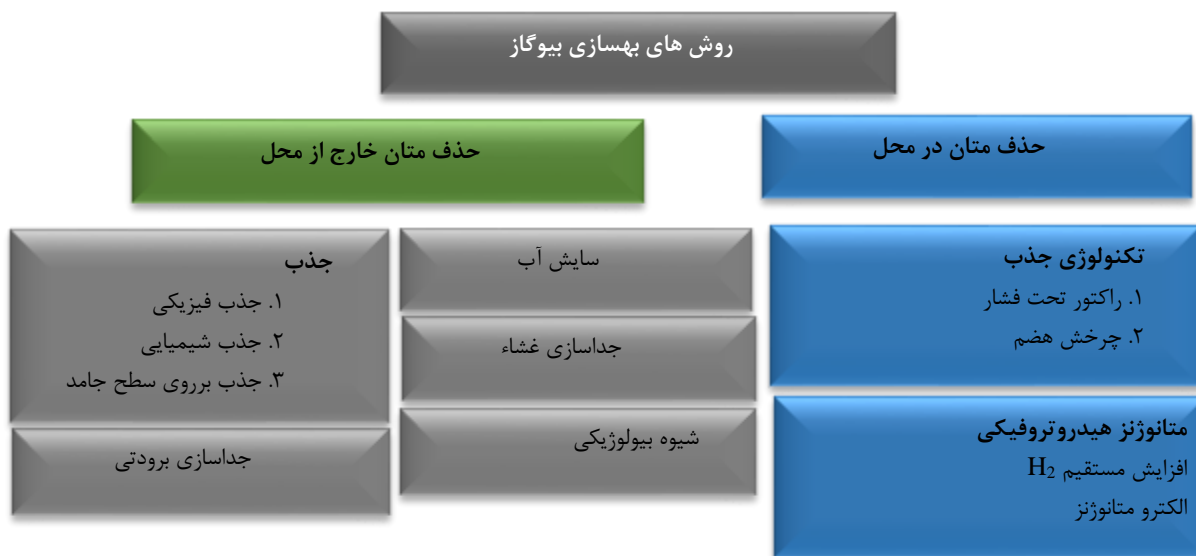 روش های بهسازی بیوگاز
حذف متان در محل
حذف متان خارج از محل
تکنولوژی جذب
۱. راکتور تحت فشار
۲. چرخش هضم
متانوژنز هیدروتروفیکی
افزایش مستقیم H₂
الکترو متانوژنز
سایش آب
جداسازی غشاء
شیوه بیولوژیکی
جذب
۱. جذب فیزیکی
۲. جذب شیمیایی
۳. جذب برروی سطح جامد
جداسازی برودتی